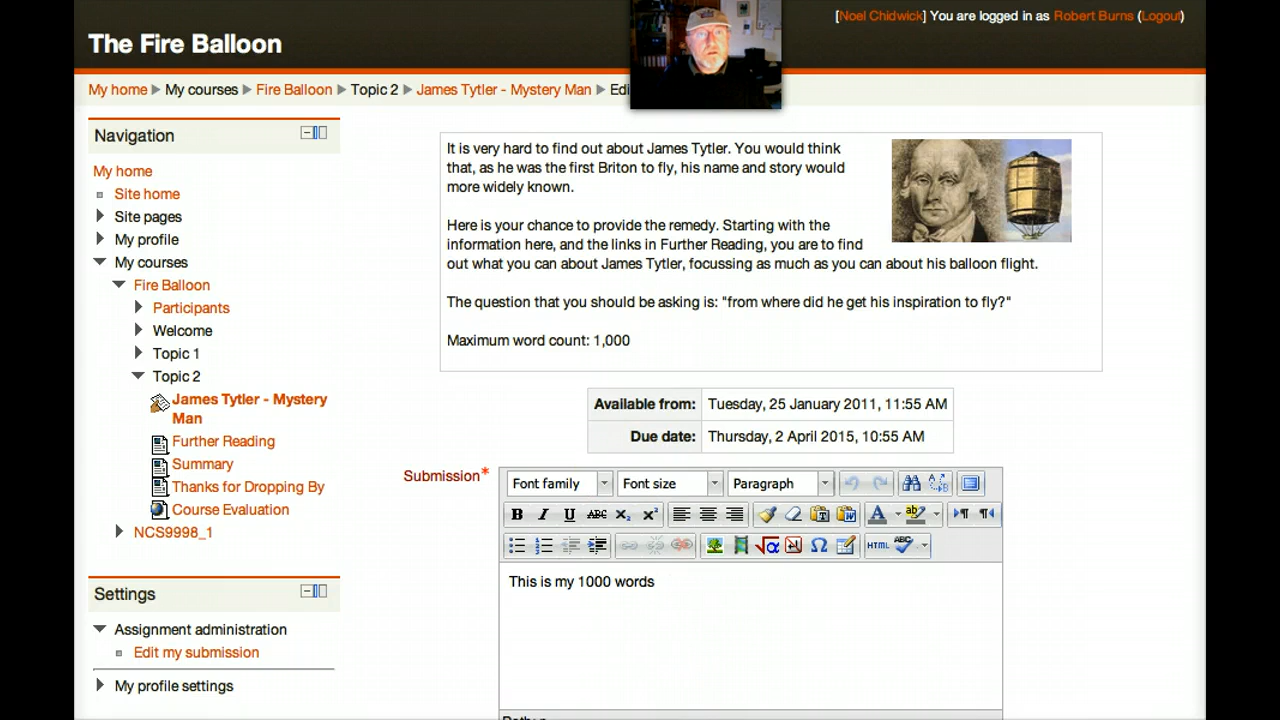 [Noel Chidwick] You are logged in as Robert Burns (Logout)
The Fire Balloon
My home My courses Fire Balloon Topic 2 James Tytler - Mystery Man Edi
Navigation
My home
Site home
Site pages
My profile
My courses
Fire Balloon
Participants
Welcome
Topic 1
Topic 2
James Tytler - Mystery
Man
Further Reading
Summary
Thanks for Dropping By
Course Evaluation
NCS9998_1
Settings
Assignment administration
Edit my submission
My profile settings
It is very hard to find out about James Tytler. You would think
that, as he was the first Briton to fly, his name and story would
more widely known.
Here is your chance to provide the remedy. Starting with the
information here, and the links in Further Reading, you are to find
out what you can about James Tytler, focussing as much as you can about his balloon flight.
The question that you should be asking is: "from where did he get his inspiration to fly?"
Maximum word count: 1,000
Available from: Tuesday, 25 January 2011, 11:55 AM
Due date: Thursday, 2 April 2015, 10:55 AM
Submission*
Font family Font size Paragraph
B I U ABC X₂ X² A ab
Ω HTML ABC
This is my 1000 words